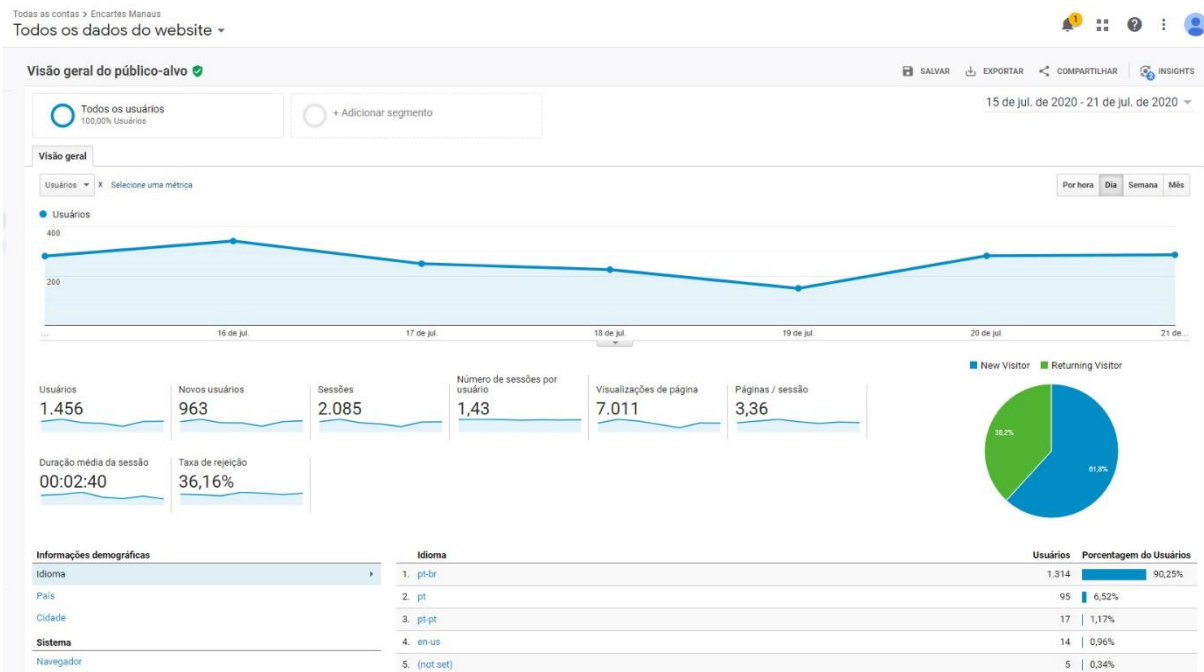 Todas as contas > Encartes Manaus
Todos os dados do website
1
Visão geral do público-alvo
SALVAR EXPORTAR COMPARTILHAR INSIGHTS
2
Todos os usuários
100,00% Usuários
+ Adicionar segmento
15 de jul. de 2020 - 21 de jul. de 2020
Visão geral
Usuários X Selecione uma métrica
Por hora Dia Semana Mês
Usuários
400
200
... 16 de jul. 17 de jul. 18 de jul. 19 de jul. 20 de jul. 21 de...
New Visitor Returning Visitor
38,2%
61,8%
Usuários
1.456
Novos usuários
963
Sessões
2.085
Número de sessões por
usuário
1,43
Visualizações de página
7.011
Páginas / sessão
3,36
Duração média da sessão
00:02:40
Taxa de rejeição
36,16%
Informações demográficas
Idioma
País
Cidade
Sistema
Navegador
Idioma Usuários Porcentagem do Usuários
1. pt-br 1.314 90,25%
2. pt 95 6,52%
3. pt-pt 17 1,17%
4. en-us 14 0,96%
5. (not set) 5 0,34%